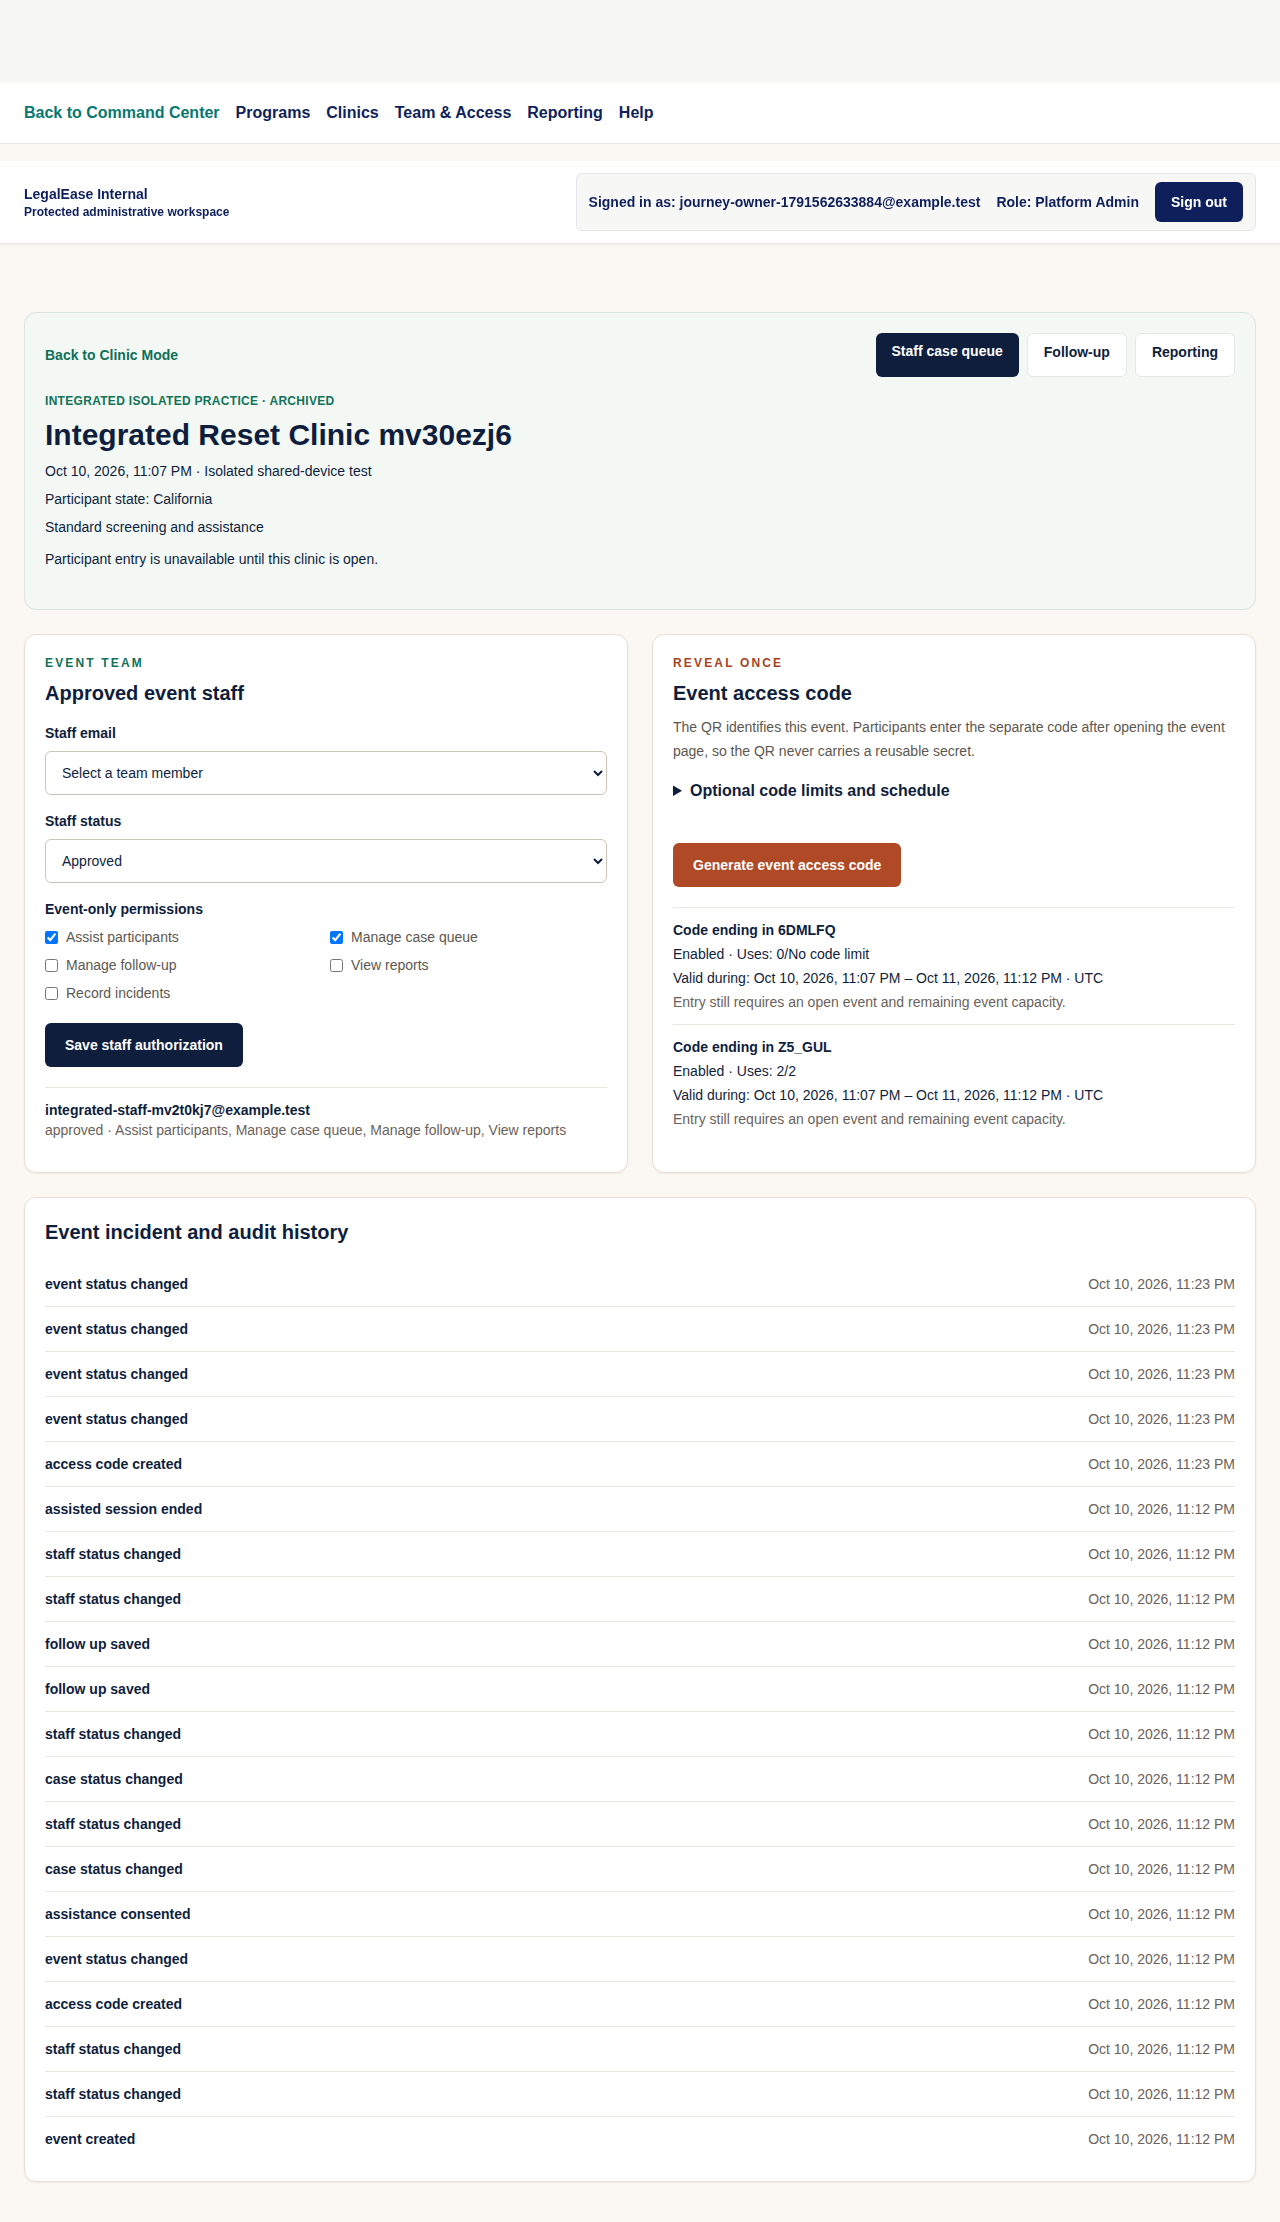 Back to Command Center Programs Clinics Team & Access Reporting Help
LegalEase Internal
Protected administrative workspace
Signed in as: journey-owner-1791562633884@example.test Role: Platform Admin Sign out
Back to Clinic Mode
Staff case queue Follow-up Reporting
INTEGRATED ISOLATED PRACTICE · ARCHIVED
Integrated Reset Clinic mv30ezj6
Oct 10, 2026, 11:07 PM · Isolated shared-device test
Participant state: California
Standard screening and assistance
Participant entry is unavailable until this clinic is open.
EVENT TEAM
Approved event staff
Staff email
Select a team member
Staff status
Approved
Event-only permissions
Assist participants Manage case queue
Manage follow-up View reports
Record incidents
Save staff authorization
integrated-staff-mv2t0kj7@example.test
approved · Assist participants, Manage case queue, Manage follow-up, View reports
REVEAL ONCE
Event access code
The QR identifies this event. Participants enter the separate code after opening the event
page, so the QR never carries a reusable secret.
Optional code limits and schedule
Generate event access code
Code ending in 6DMLFQ
Enabled · Uses: 0/No code limit
Valid during: Oct 10, 2026, 11:07 PM – Oct 11, 2026, 11:12 PM · UTC
Entry still requires an open event and remaining event capacity.
Code ending in Z5_GUL
Enabled · Uses: 2/2
Valid during: Oct 10, 2026, 11:07 PM – Oct 11, 2026, 11:12 PM · UTC
Entry still requires an open event and remaining event capacity.
Event incident and audit history
event status changed Oct 10, 2026, 11:23 PM
event status changed Oct 10, 2026, 11:23 PM
event status changed Oct 10, 2026, 11:23 PM
event status changed Oct 10, 2026, 11:23 PM
access code created Oct 10, 2026, 11:23 PM
assisted session ended Oct 10, 2026, 11:12 PM
staff status changed Oct 10, 2026, 11:12 PM
staff status changed Oct 10, 2026, 11:12 PM
follow up saved Oct 10, 2026, 11:12 PM
follow up saved Oct 10, 2026, 11:12 PM
staff status changed Oct 10, 2026, 11:12 PM
case status changed Oct 10, 2026, 11:12 PM
staff status changed Oct 10, 2026, 11:12 PM
case status changed Oct 10, 2026, 11:12 PM
assistance consented Oct 10, 2026, 11:12 PM
event status changed Oct 10, 2026, 11:12 PM
access code created Oct 10, 2026, 11:12 PM
staff status changed Oct 10, 2026, 11:12 PM
staff status changed Oct 10, 2026, 11:12 PM
event created Oct 10, 2026, 11:12 PM